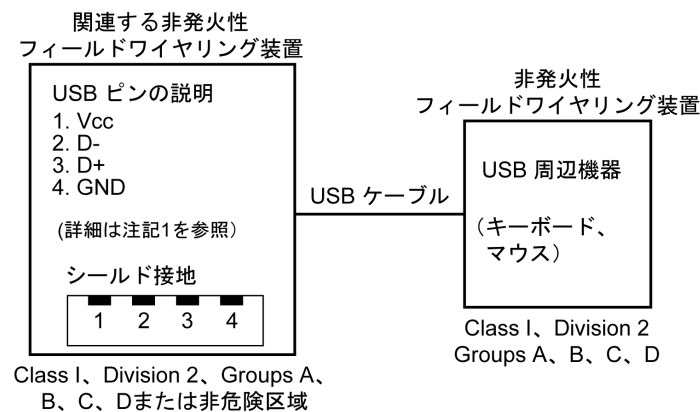 関連する非発火性
フィールドワイヤリング装置
USB ピンの説明
1. Vcc
2. D-
3. D+
4. GND
(詳細は注記1を参照)
シールド接地
1 2 3 4
Class I、Division 2、Groups A、
B、C、Dまたは非危険区域
USB ケーブル
非発火性
フィールドワイヤリング装置
USB 周辺機器
(キーボード、
マウス)
Class I、Division 2
Groups A、B、C、D